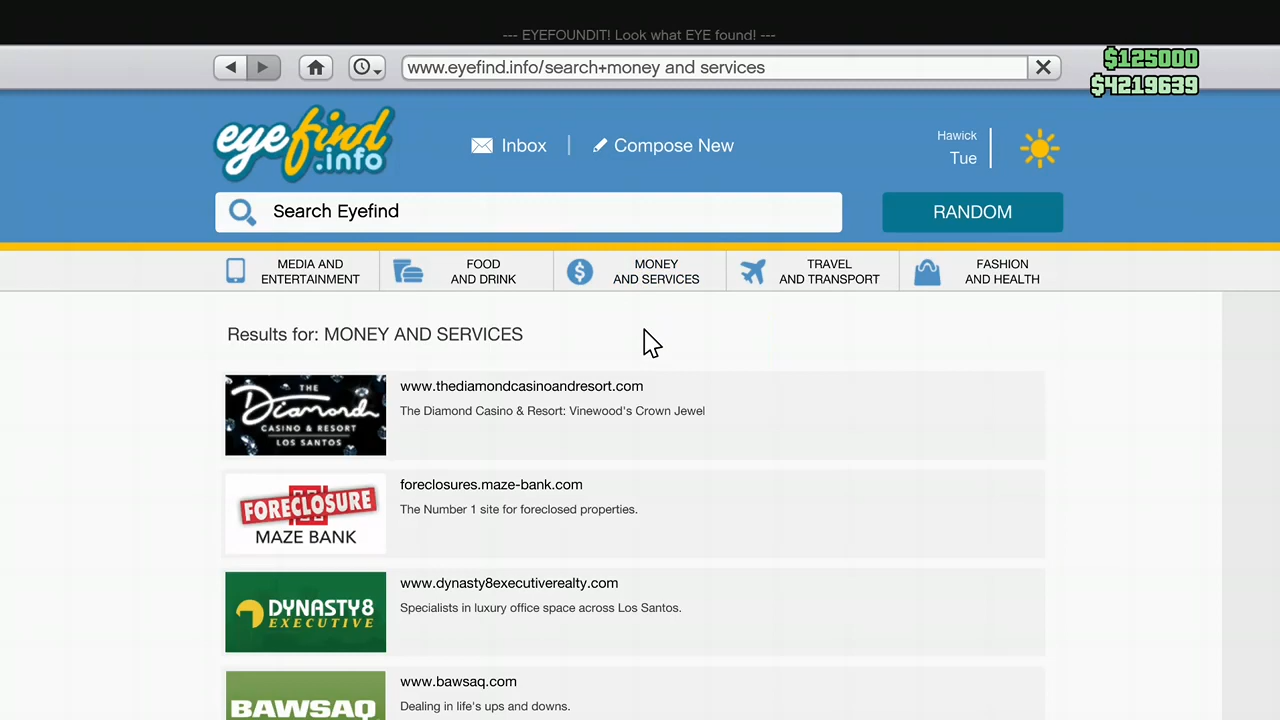 --- EYEFOUNDIT! Look what EYE found! ---
www.eyefind.info/search+money and services
$125000
$4219639
eyefind
.info
Inbox
Compose New
Hawick
Tue
Search Eyefind
RANDOM
MEDIA AND
ENTERTAINMENT
FOOD
AND DRINK
MONEY
AND SERVICES
TRAVEL
AND TRANSPORT
FASHION
AND HEALTH
Results for: MONEY AND SERVICES
THE
Diamond
CASINO & RESORT
LOS SANTOS
www.thediamondcasinoandresort.com
The Diamond Casino & Resort: Vinewood's Crown Jewel
FORECLOSURE
MAZE BANK
foreclosures.maze-bank.com
The Number 1 site for foreclosed properties.
DYNASTY8
EXECUTIVE
www.dynasty8executiverealty.com
Specialists in luxury office space across Los Santos.
BAWSAQ
www.bawsaq.com
Dealing in life's ups and downs.